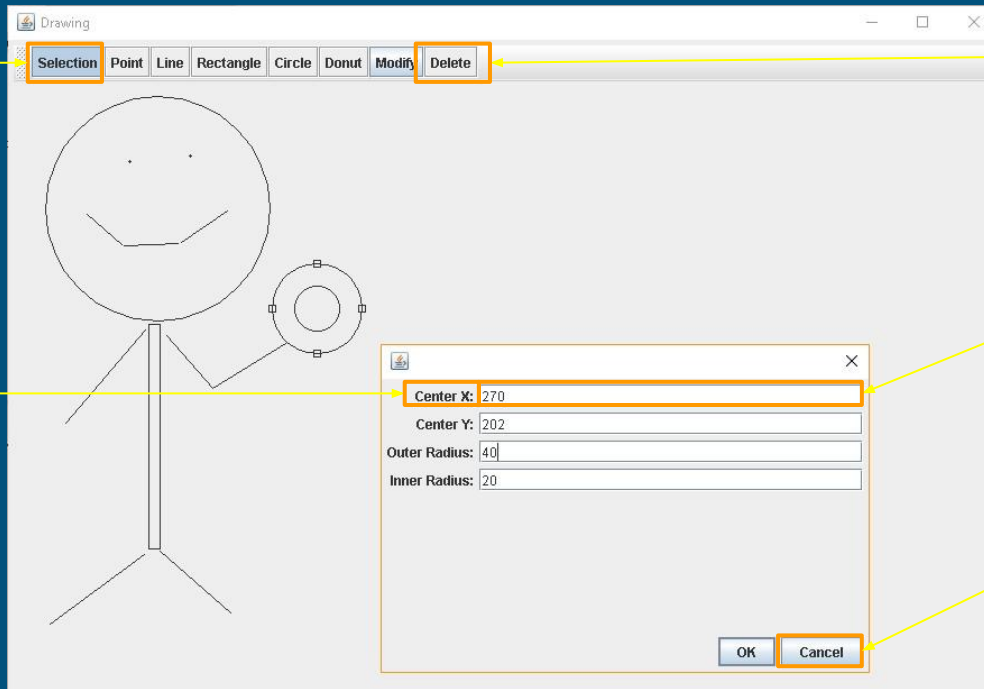 Drawing
Selection Point Line Rectangle Circle Donut Modify Delete
Center X: 270
Center Y: 202
Outer Radius: 40
Inner Radius: 20
OK Cancel